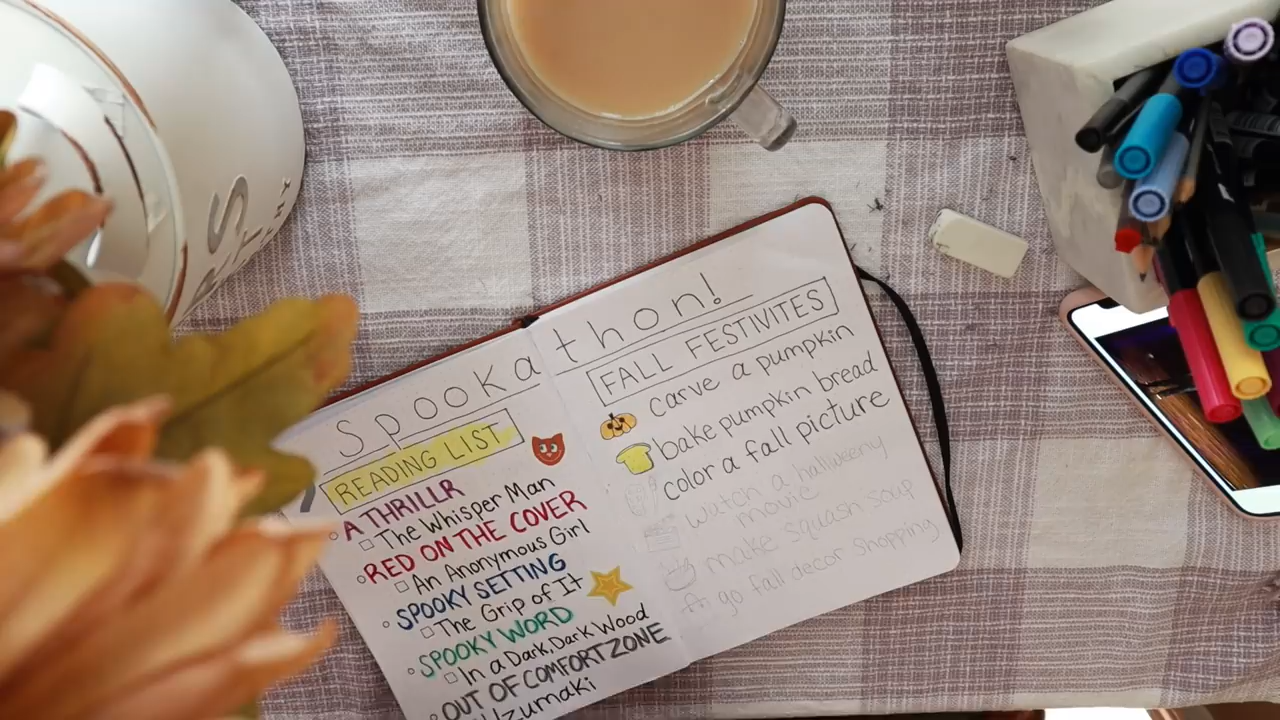 Spookathon!
READING LIST
A THRILLR
The Whisper Man
RED ON THE COVER
An Anonymous Girl
SPOOKY SETTING
The Grip of It
SPOOKY WORD
In a Dark, Dark Wood
OUT OF COMFORT ZONE
Uzumaki
FALL FESTIVITES
carve a pumpkin
bake pumpkin bread
color a fall picture
watch a halloweeny
movie
make squash soup
go fall decor shopping